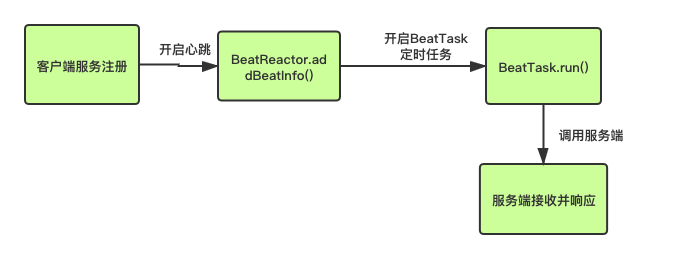 客户端服务注册
开启心跳
BeatReactor.ad
dBeatInfo()
开启BeatTask
定时任务
BeatTask.run()
调用服务端
服务端接收并响应